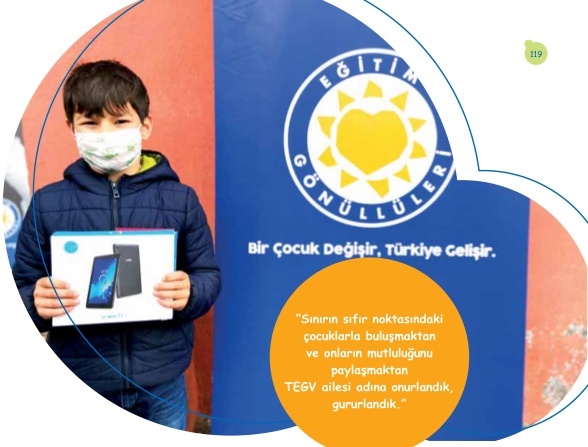 119
EĞİTİM
GÖNÜLLÜLERİ
Bir Çocuk Değişir, Türkiye Gelişir.
"Sınırın sıfır noktasındaki
çocuklarla buluşmaktan
ve onların mutluluğunu
paylaşmaktan
TEGV ailesi adına onurlandık,
gururlandık."